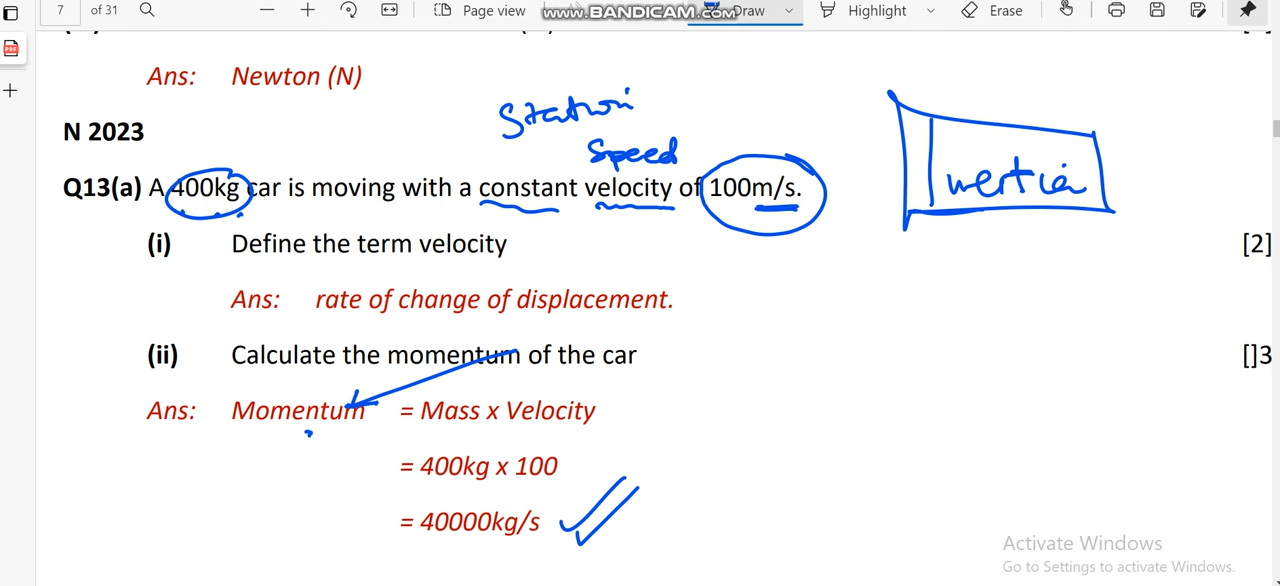 7 of 31 Page view www.BANDICAM.com Draw Highlight Erase
Ans: Newton (N)
N 2023
speed
Q13(a) A 400kg car is moving with a constant velocity of 100m/s.
Inertia
(i) Define the term velocity [2]
Ans: rate of change of displacement.
(ii) Calculate the momentum of the car []3
Ans: Momentum = Mass x Velocity
= 400kg x 100
= 40000kg/s
Activate Windows
Go to Settings to activate Windows.